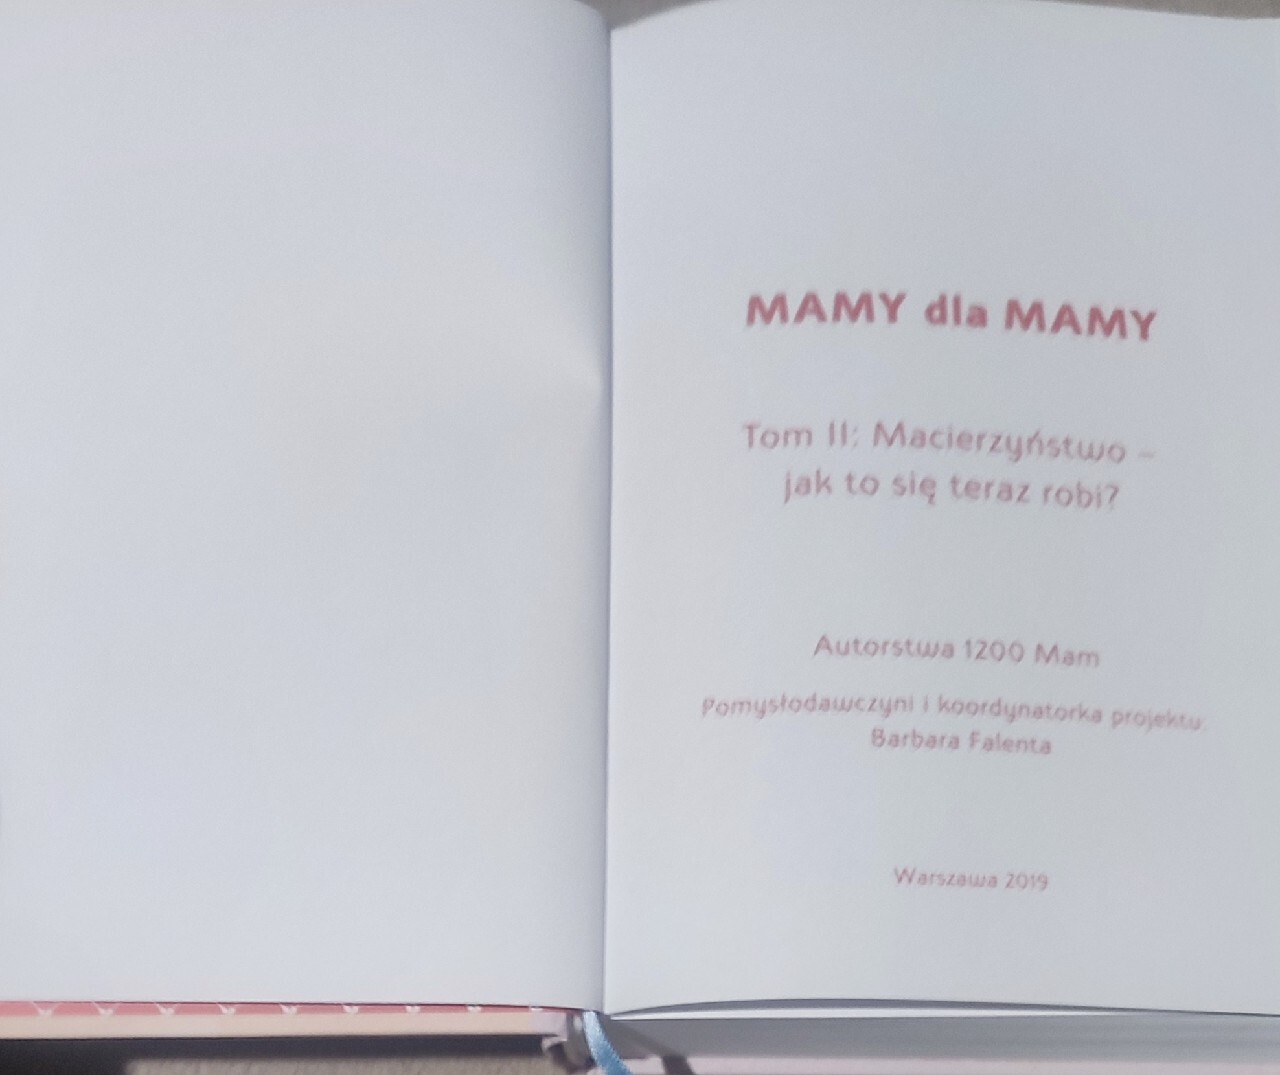 MAMY dla MAMY
Tom II: Macierzyństwo –
jak to się teraz robi?
Autorstwa 1200 Mam
Pomysłodawczyni i koordynatorka projektu:
Barbara Falenta
Warszawa 2019